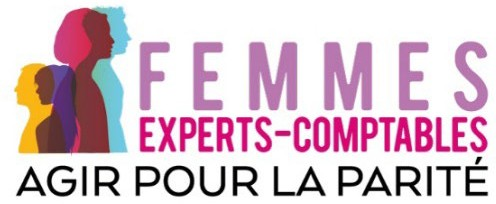 FEMMES
EXPERTS-COMPTABLES
AGIR POUR LA PARITÉ